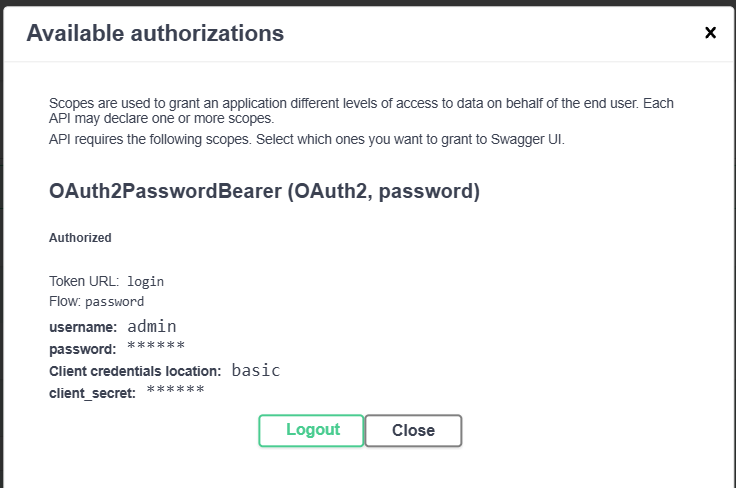 Available authorizations
Scopes are used to grant an application different levels of access to data on behalf of the end user. Each
API may declare one or more scopes.
API requires the following scopes. Select which ones you want to grant to Swagger UI.
OAuth2PasswordBearer (OAuth2, password)
Authorized
Token URL: login
Flow: password
username: admin
password: ******
Client credentials location: basic
client_secret: ******
Logout Close